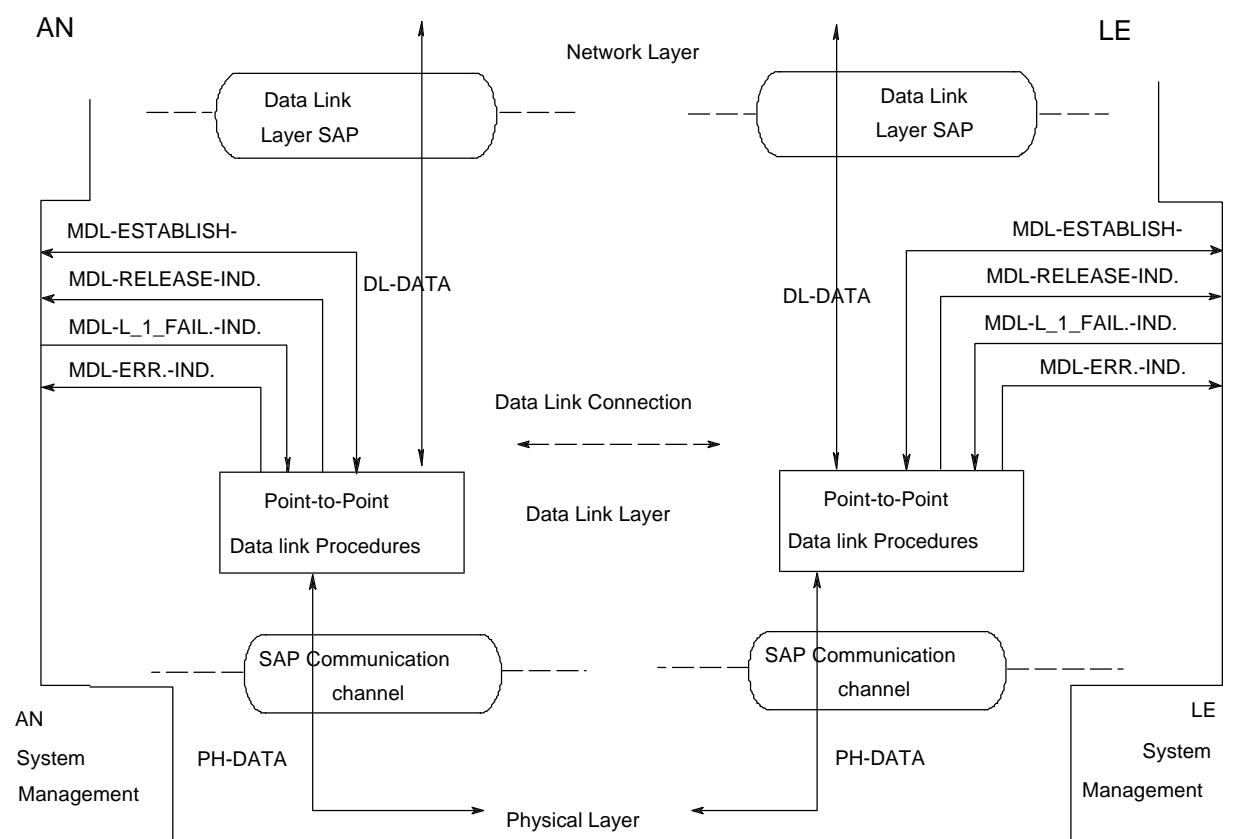 AN
LE
Network Layer
Data Link
Layer SAP
Data Link
Layer SAP
MDL-ESTABLISH-
MDL-RELEASE-IND.
MDL-L_1_FAIL.-IND.
MDL-ERR.-IND.
DL-DATA
DL-DATA
MDL-ESTABLISH-
MDL-RELEASE-IND.
MDL-L_1_FAIL.-IND.
MDL-ERR.-IND.
Data Link Connection
Point-to-Point
Data link Procedures
Data Link Layer
Point-to-Point
Data link Procedures
SAP Communication
channel
SAP Communication
channel
AN
System
Management
PH-DATA
PH-DATA
LE
System
Management
Physical Layer